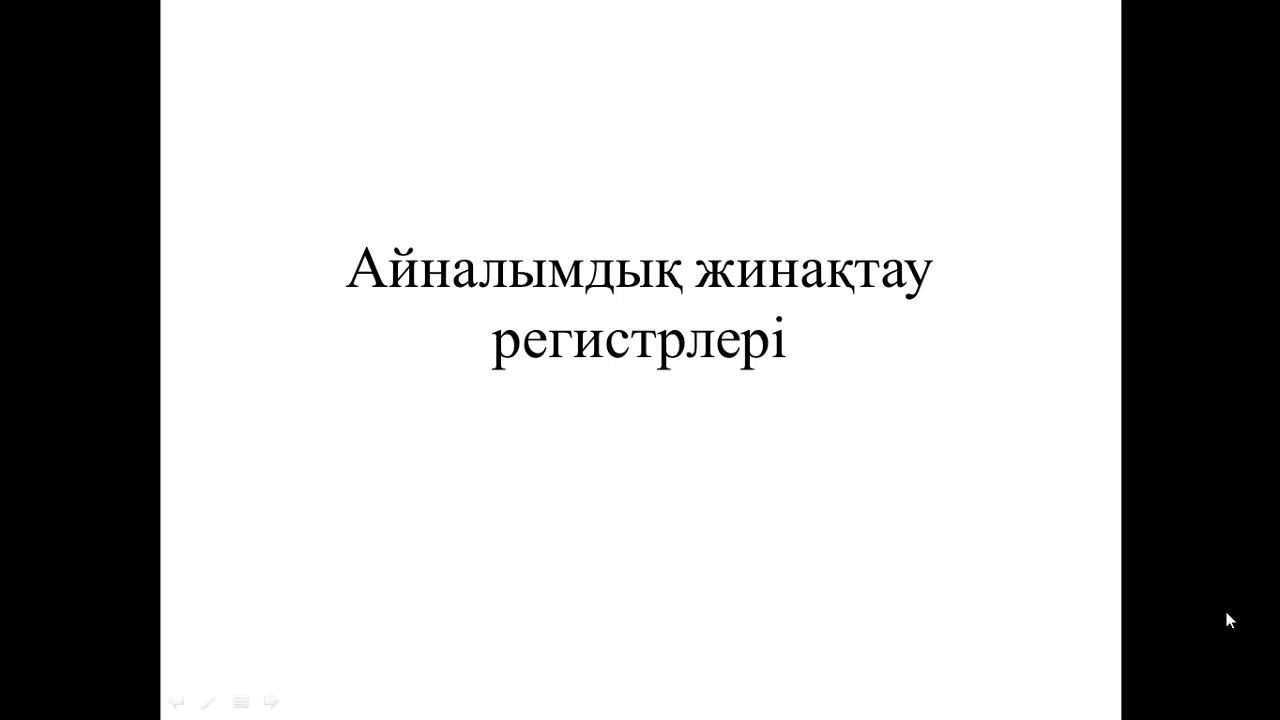 Айналымдық жинақтау
регистрлері